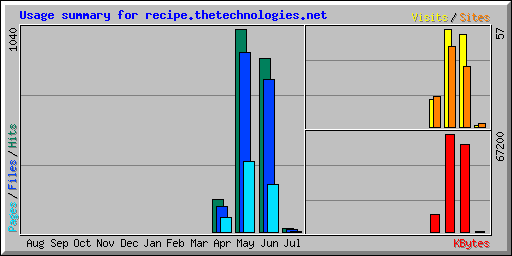 Usage summary for recipe.thetechnologies.net
Visits / Sites
1040
57
Pages / Files / Hits
67200
Aug Sep Oct Nov Dec Jan Feb Mar Apr May Jun Jul
KBytes